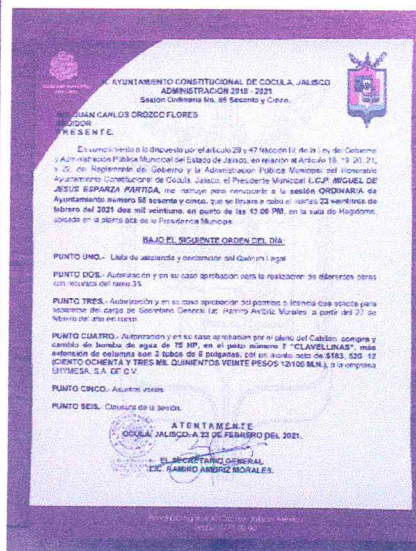 H. AYUNTAMIENTO CONSTITUCIONAL DE COCULA, JALISCO
ADMINISTRACION 2018 - 2021
Sesión Ordinaria No. 65 Sesenta y Cinco.
JUAN CARLOS OROZCO FLORES
REGIDOR
PRESENTE.
En cumplimiento a lo dispuesto por el artículo 29 y 47 fracción III, de la Ley del Gobierno
y Administración Pública Municipal del Estado de Jalisco, en relación al Artículo 18, 19, 20, 21,
y 22, del Reglamento del Gobierno y la Administración Pública Municipal del Honorable
Ayuntamiento Constitucional de Cocula, Jalisco, el Presidente Municipal L.C.P. MIGUEL DE
JESÚS ESPARZA PARTIDA, me instruye para convocarle a la sesión ORDINARIA de
Ayuntamiento número 65 sesenta y cinco, que se llevará a cabo el martes 23 veintitres de
febrero del 2021 dos mil veintiuno, en punto de las 13:00 PM, en la sala de Regidores,
ubicada en la planta alta de la Presidencia Municipal.
BAJO EL SIGUIENTE ORDEN DEL DÍA:
PUNTO UNO.- Lista de asistencia y declaración del Quórum Legal.
PUNTO DOS.- Autorización y en su caso aprobación para la realización de diferentes obras
con recursos del ramo 33.
PUNTO TRES.- Autorización y en su caso aprobación del permiso o licencia que solicita para
separarse del cargo de Secretario General Lic. Ramiro Ambriz Morales, a partir del 27 de
febrero del año en curso.
PUNTO CUATRO.- Autorización y en su caso aprobación por el pleno del Cabildo, compra y
cambio de bomba de agua de 75 HP, en el pozo número 7 "CLAVELLINAS", más
extensión de columna con 3 tubos de 6 pulgadas, por un monto neto de $183, 520. 12
(CIENTO OCHENTA Y TRES MIL QUINIENTOS VEINTE PESOS 12/100 M.N.), a la empresa
EHYMESA, S.A. DE C.V.
PUNTO CINCO.- Asuntos varios.
PUNTO SEIS.- Clausura de la sesión.
ATENTAMENTE
COCULA, JALISCO; A 23 DE FEBRERO DEL 2021.
EL SECRETARIO GENERAL
LIC. RAMIRO AMBRIZ MORALES.